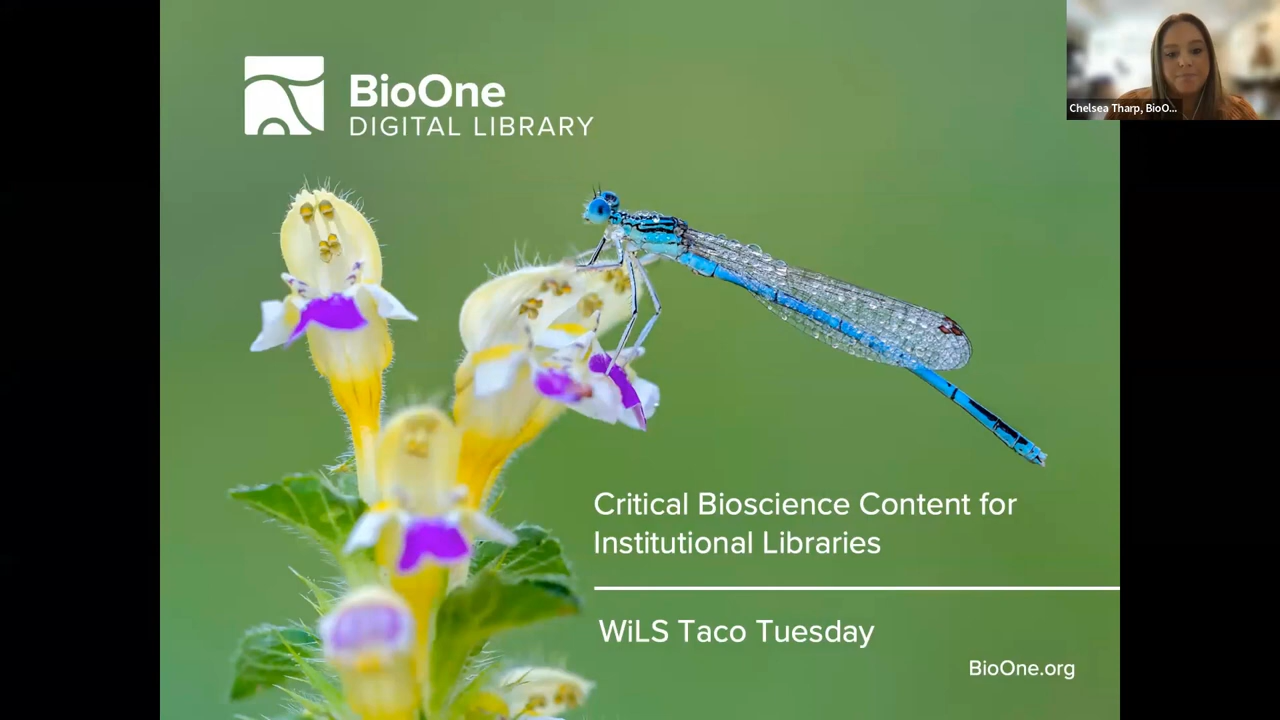 BioOne
DIGITAL LIBRARY
Chelsea Tharp, BioO...
Critical Bioscience Content for
Institutional Libraries
WiLS Taco Tuesday
BioOne.org